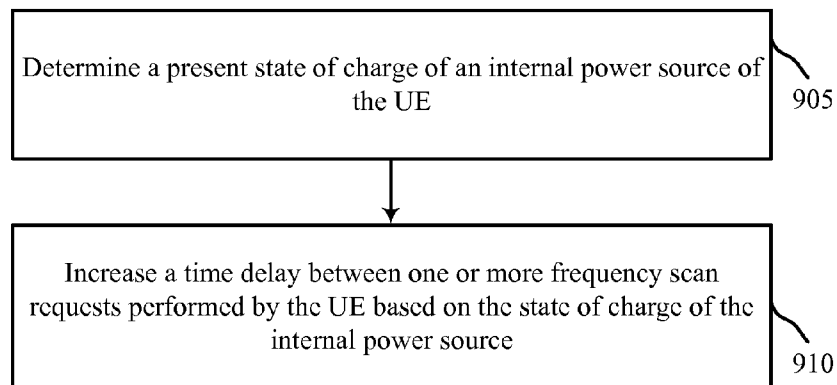 Determine a present state of charge of an internal power source of
the UE
905
Increase a time delay between one or more frequency scan
requests performed by the UE based on the state of charge of the
internal power source
910